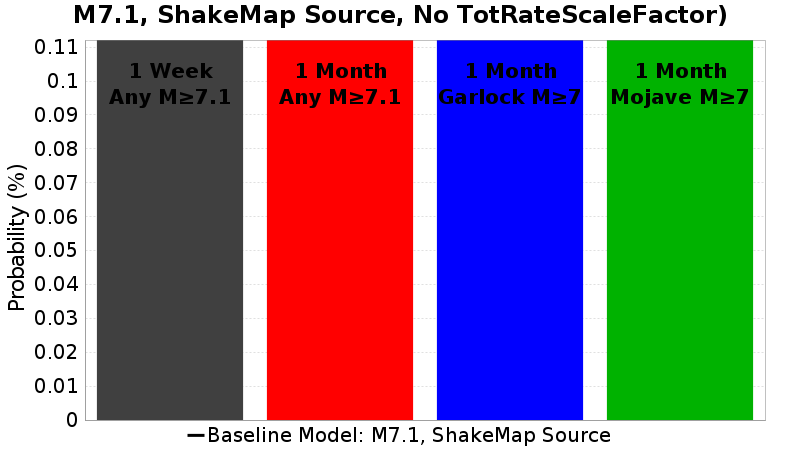 M7.1, ShakeMap Source, No TotRateScaleFactor)
Probability (%)
0.11
0.1
0.09
0.08
0.07
0.06
0.05
0.04
0.03
0.02
0.01
0
1 Week
Any M≥7.1
1 Month
Any M≥7.1
1 Month
Garlock M≥7
1 Month
Mojave M≥7
Baseline Model: M7.1, ShakeMap Source